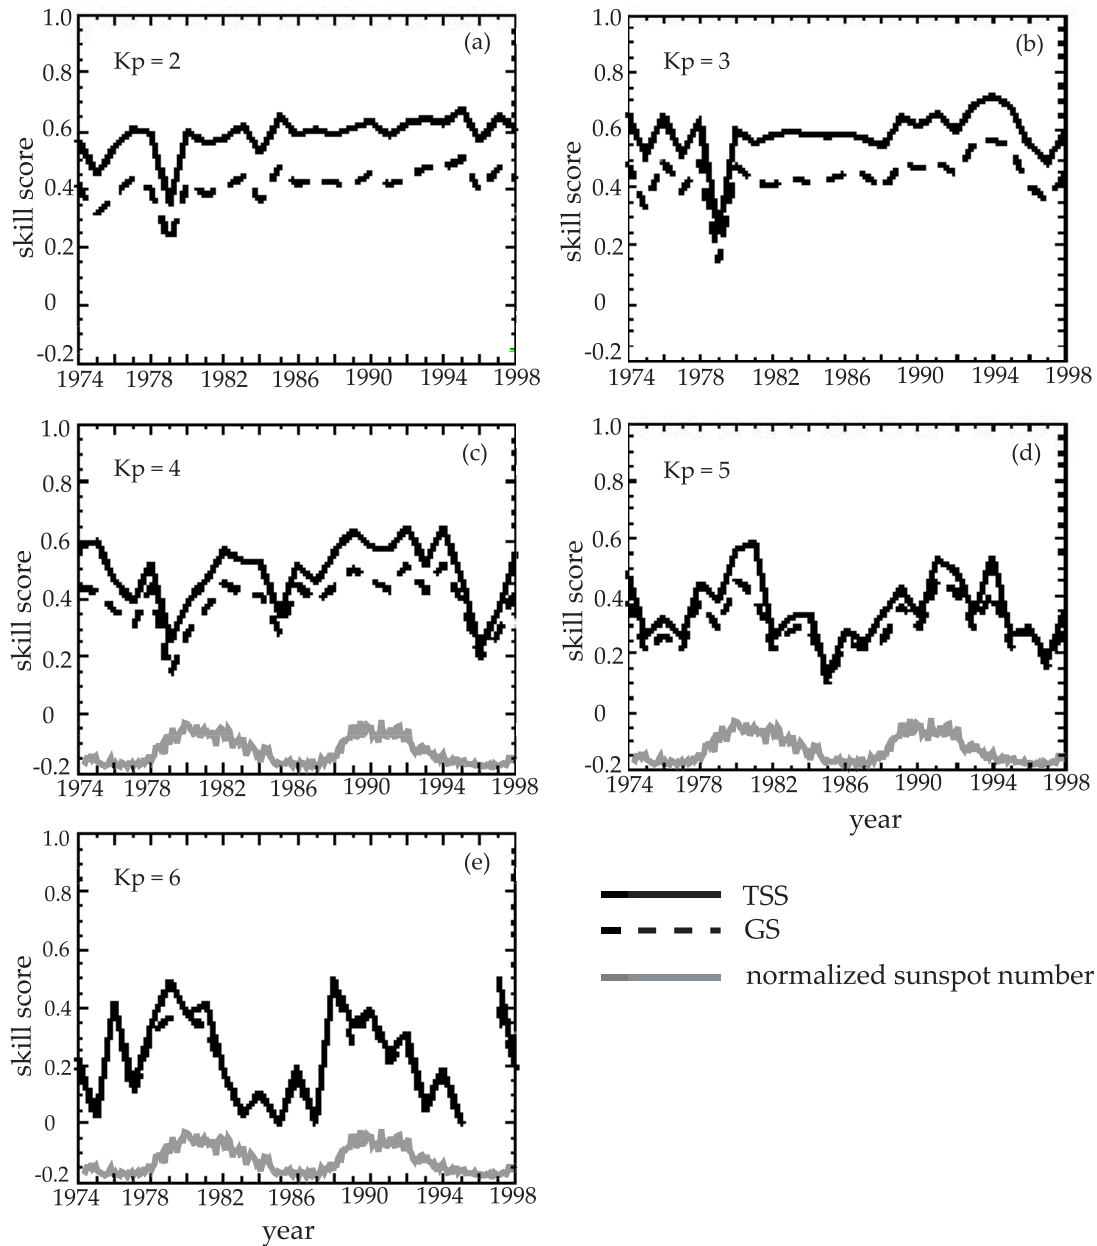 (a)
Kp = 2
skill score
1.0
0.8
0.6
0.4
0.2
0
-0.2
1974 1978 1982 1986 1990 1994 1998
(b)
Kp = 3
skill score
1.0
0.8
0.6
0.4
0.2
0
-0.2
1974 1978 1982 1986 1990 1994 1998
(c)
Kp = 4
skill score
1.0
0.8
0.6
0.4
0.2
0
-0.2
1974 1978 1982 1986 1990 1994 1998
(d)
Kp = 5
skill score
1.0
0.8
0.6
0.4
0.2
0
-0.2
1974 1978 1982 1986 1990 1994 1998
year
(e)
Kp = 6
skill score
1.0
0.8
0.6
0.4
0.2
0
-0.2
1974 1978 1982 1986 1990 1994 1998
year
TSS
GS
normalized sunspot number